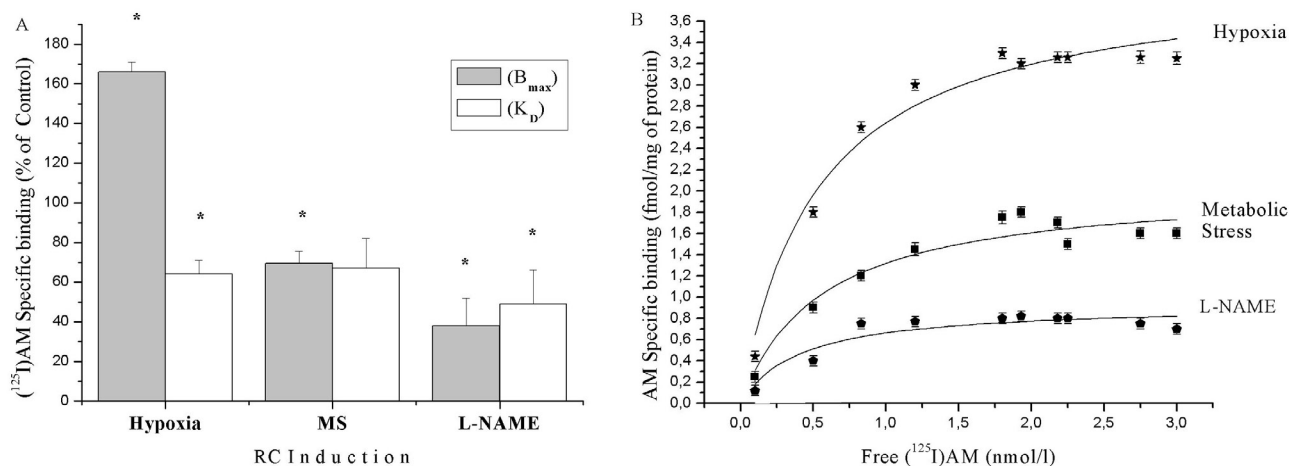 A
(¹²⁵I)AM Specific binding (% of Control)
180
160
140
120
100
80
60
40
20
0
*
*
*
*
*
(Bmax)
(KD)
Hypoxia MS L-NAME
RC Induction
B
AM Specific binding (fmol/mg of protein)
3,6
3,4
3,2
3,0
2,8
2,6
2,4
2,2
2,0
1,8
1,6
1,4
1,2
1,0
0,8
0,6
0,4
0,2
0,0
0,0 0,5 1,0 1,5 2,0 2,5 3,0
Free (¹²⁵I)AM (nmol/l)
Hypoxia
Metabolic
Stress
L-NAME